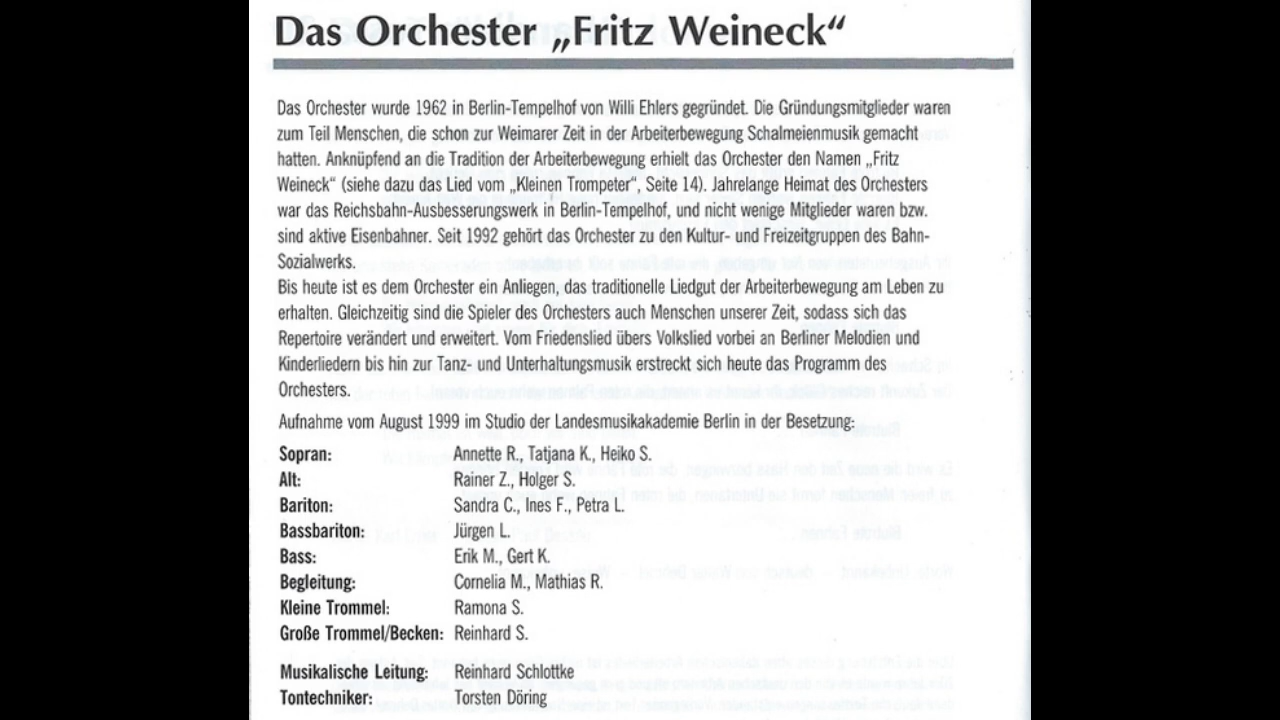 Das Orchester „Fritz Weineck“
Das Orchester wurde 1962 in Berlin-Tempelhof von Willi Ehlers gegründet. Die Gründungsmitglieder waren
zum Teil Menschen, die schon zur Weimarer Zeit in der Arbeiterbewegung Schalmeienmusik gemacht
hatten. Anknüpfend an die Tradition der Arbeiterbewegung erhielt das Orchester den Namen „Fritz
Weineck“ (siehe dazu das Lied vom „Kleinen Trompeter“, Seite 14). Jahrelange Heimat des Orchesters
war das Reichsbahn-Ausbesserungswerk in Berlin-Tempelhof, und nicht wenige Mitglieder waren bzw.
sind aktive Eisenbahner. Seit 1992 gehört das Orchester zu den Kultur- und Freizeitgruppen des Bahn-
Sozialwerks.
Bis heute ist es dem Orchester ein Anliegen, das traditionelle Liedgut der Arbeiterbewegung am Leben zu
erhalten. Gleichzeitig sind die Spieler des Orchesters auch Menschen unserer Zeit, sodass sich das
Repertoire verändert und erweitert. Vom Friedenslied übers Volkslied vorbei an Berliner Melodien und
Kinderliedern bis hin zur Tanz- und Unterhaltungsmusik erstreckt sich heute das Programm des
Orchesters.
Aufnahme vom August 1999 im Studio der Landesmusikakademie Berlin in der Besetzung:
Sopran: Annette R., Tatjana K., Heiko S.
Alt: Rainer Z., Holger S.
Bariton: Sandra C., Ines F., Petra L.
Bassbariton: Jürgen L.
Bass: Erik M., Gert K.
Begleitung: Cornelia M., Mathias R.
Kleine Trommel: Ramona S.
Große Trommel/Becken: Reinhard S.
Musikalische Leitung: Reinhard Schlottke
Tontechniker: Torsten Döring